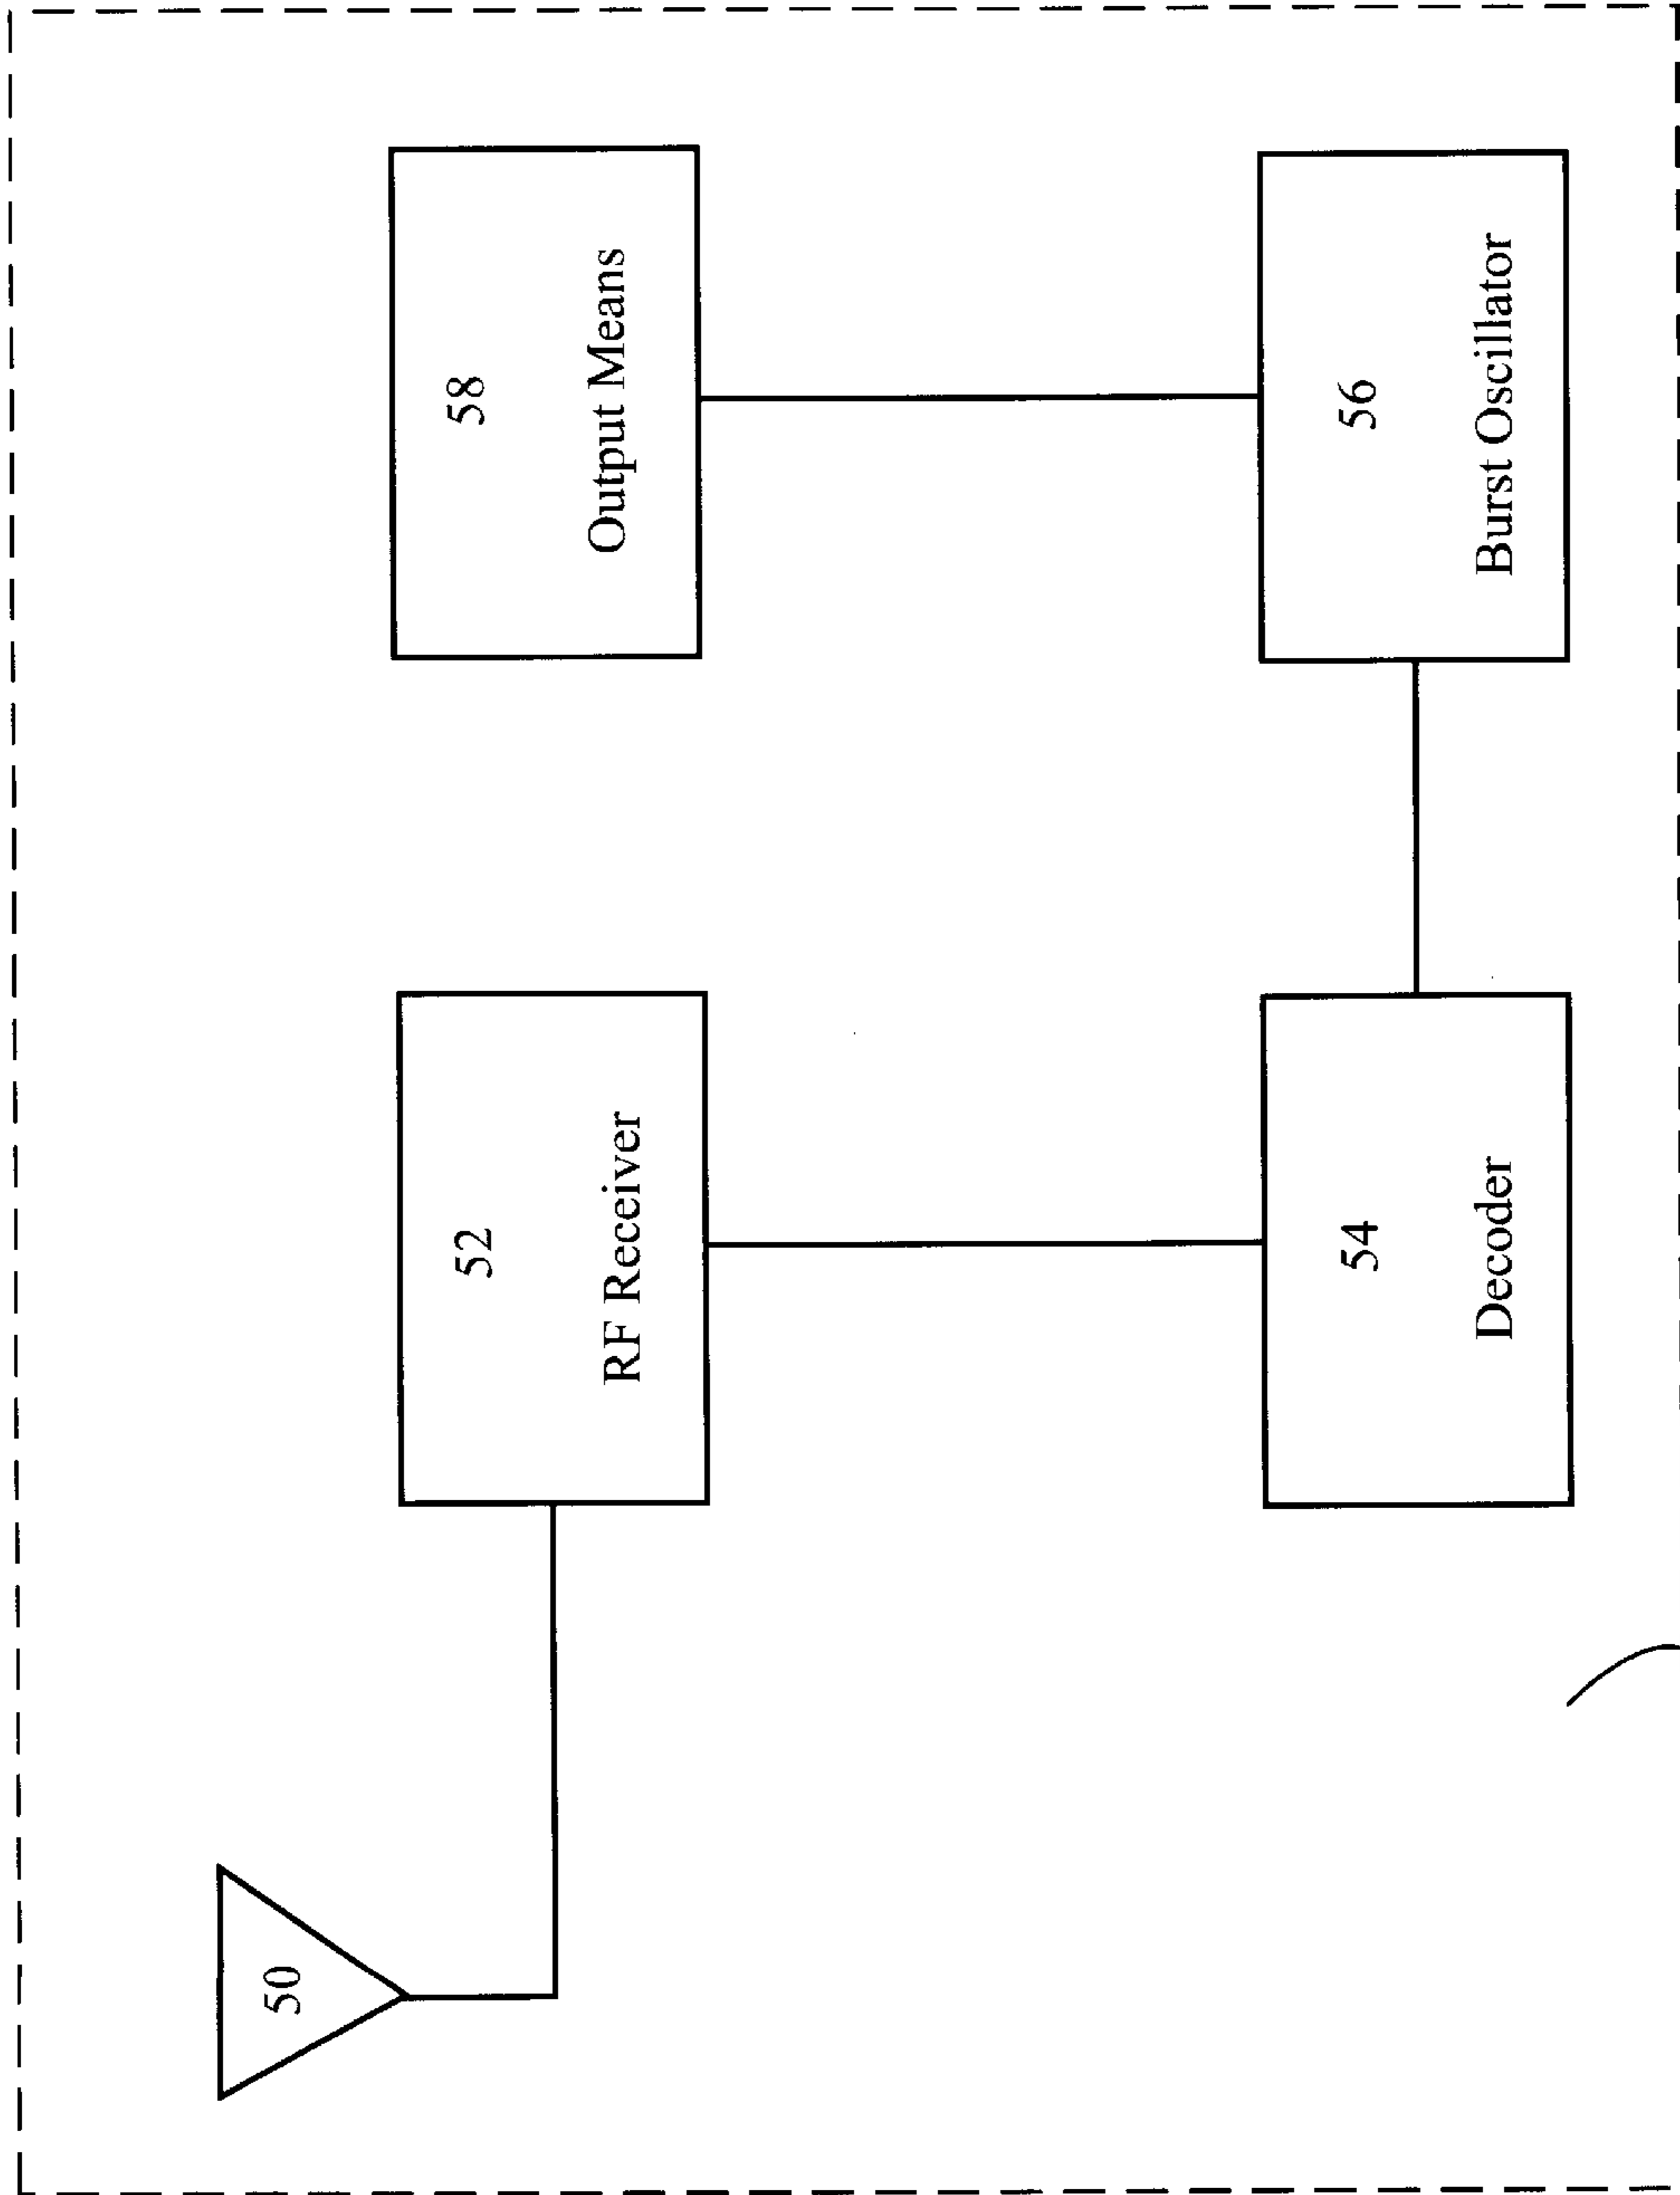 50
52
RF Receiver
58
Output Means
54
Decoder
56
Burst Oscillator